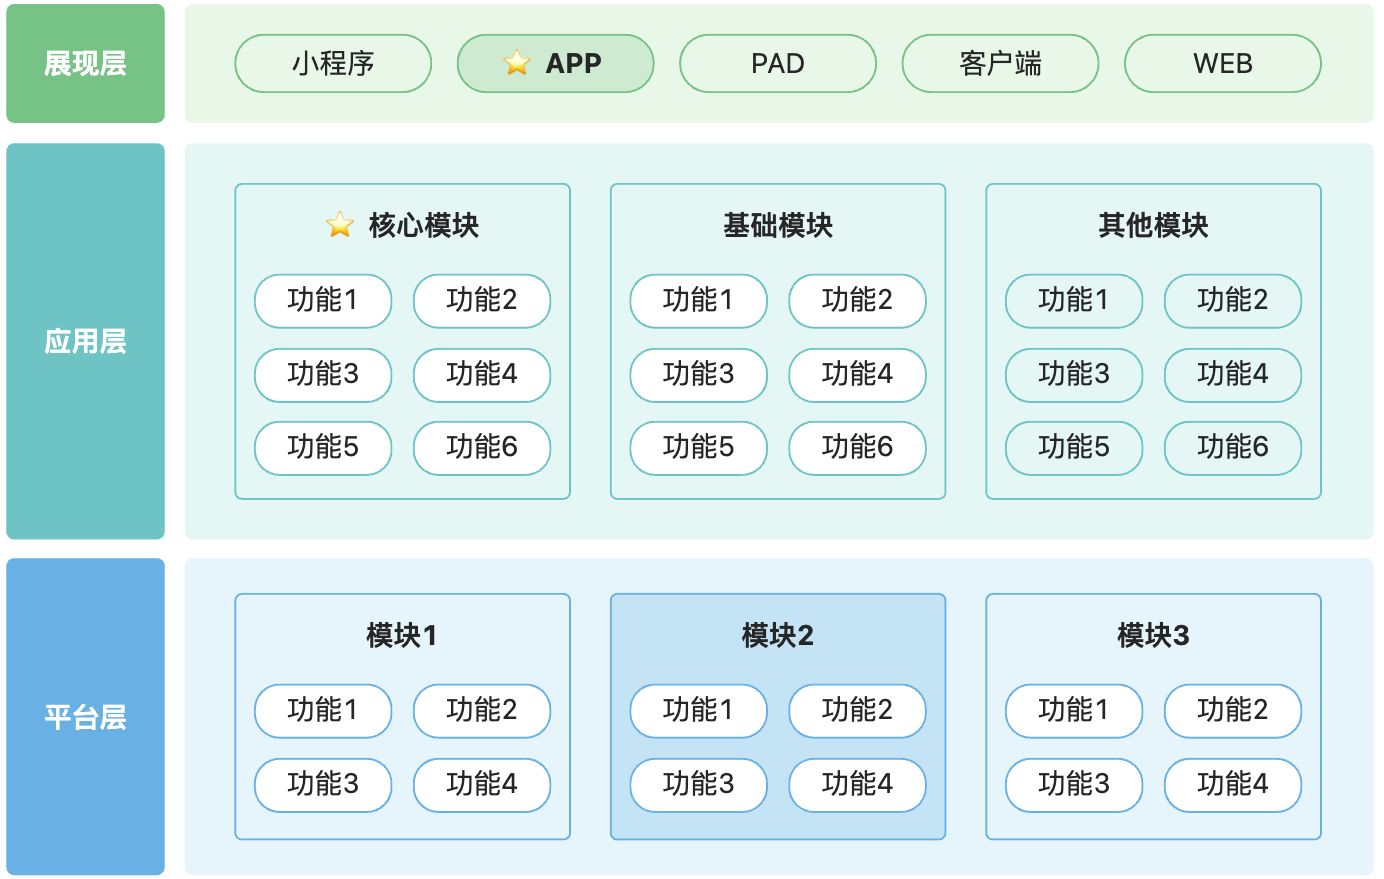 展现层
小程序
⭐ APP
PAD
客户端
WEB
应用层
⭐ 核心模块
功能1 功能2
功能3 功能4
功能5 功能6
基础模块
功能1 功能2
功能3 功能4
功能5 功能6
其他模块
功能1 功能2
功能3 功能4
功能5 功能6
平台层
模块1
功能1 功能2
功能3 功能4
模块2
功能1 功能2
功能3 功能4
模块3
功能1 功能2
功能3 功能4